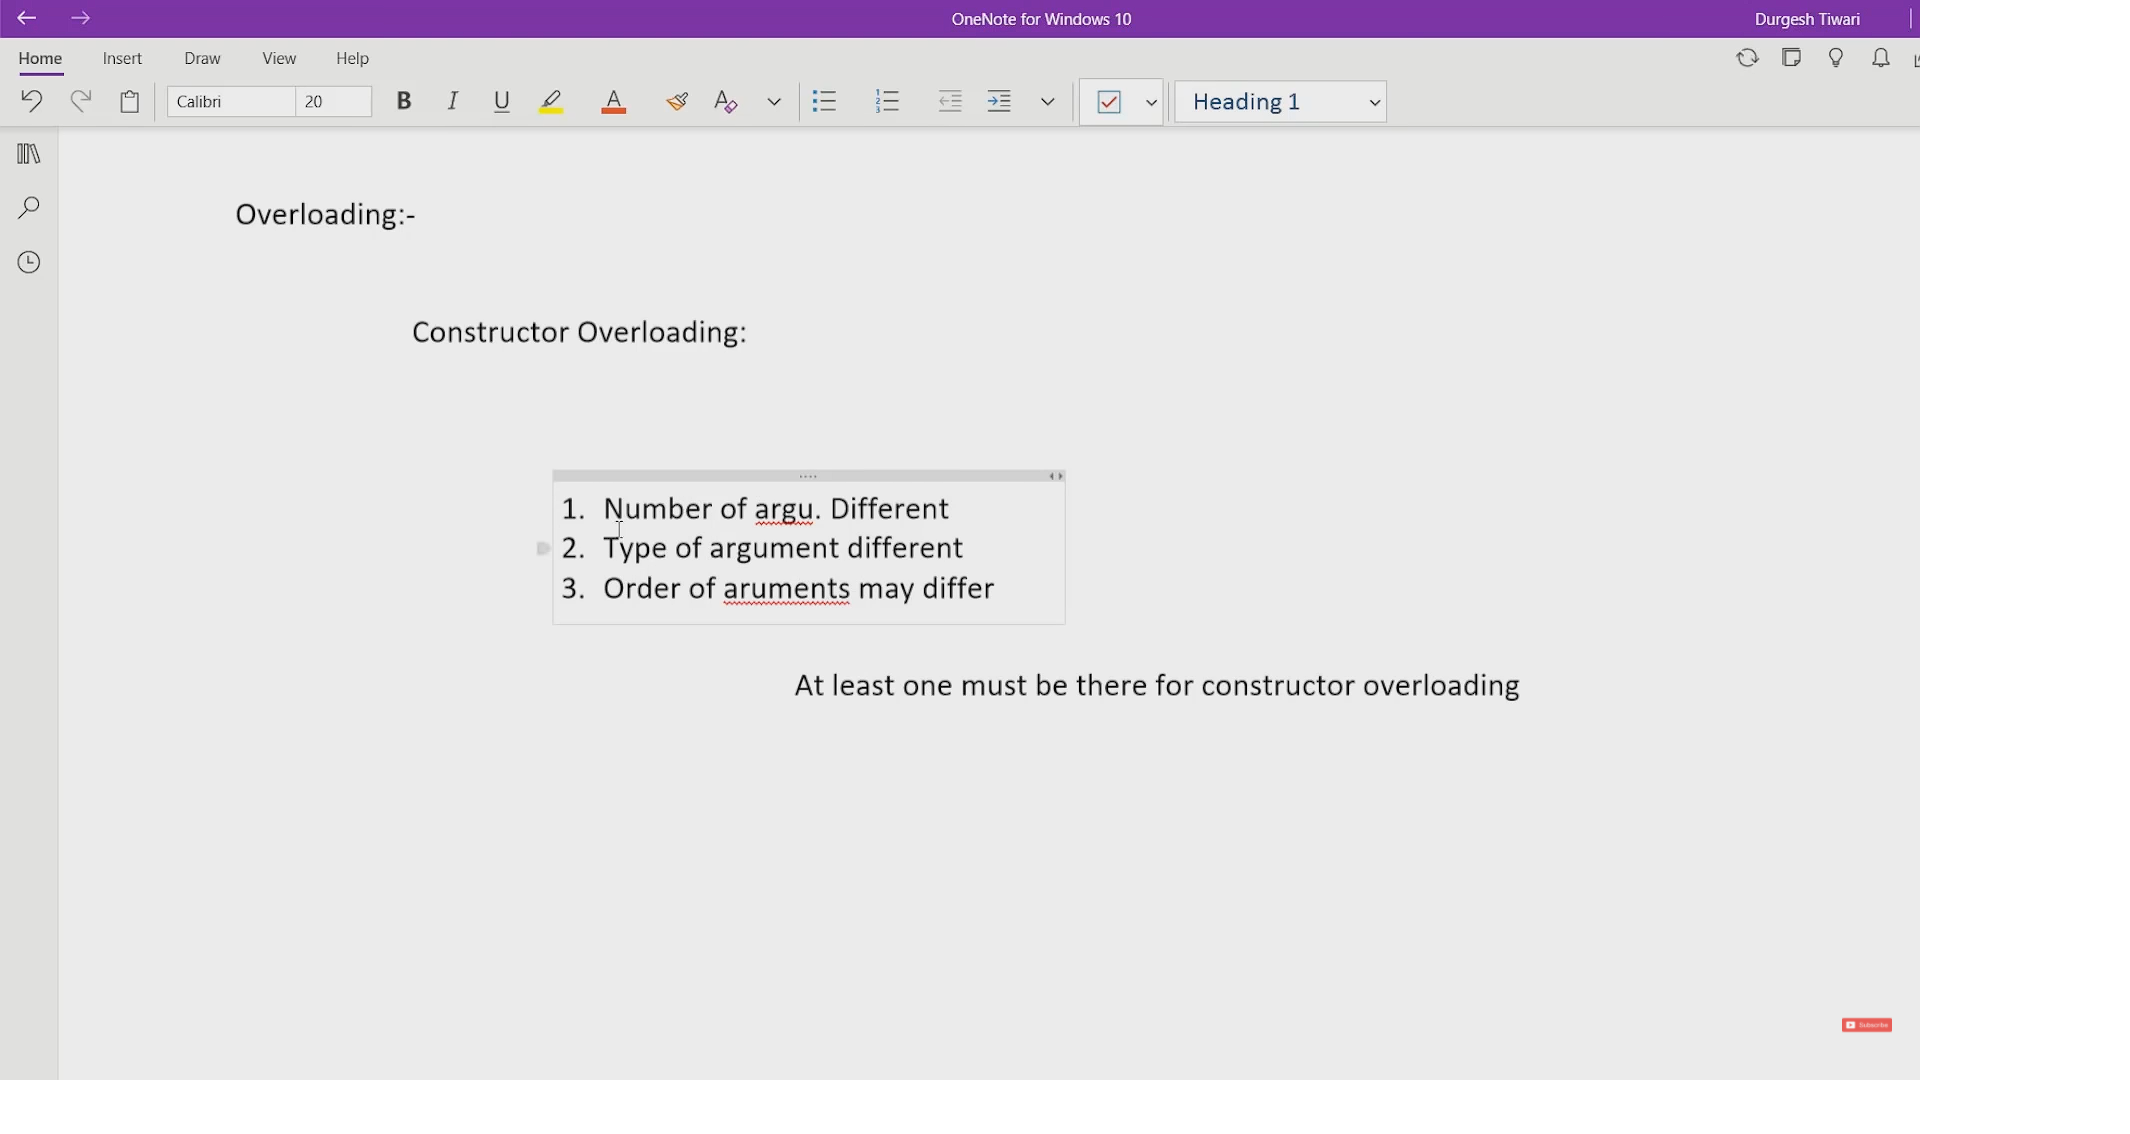 OneNote for Windows 10
Durgesh Tiwari
Home Insert Draw View Help
Calibri 20 B I U A A Heading 1
Overloading:-
Constructor Overloading:
1. Number of argu. Different
2. Type of argument different
3. Order of aruments may differ
At least one must be there for constructor overloading
Subscribe